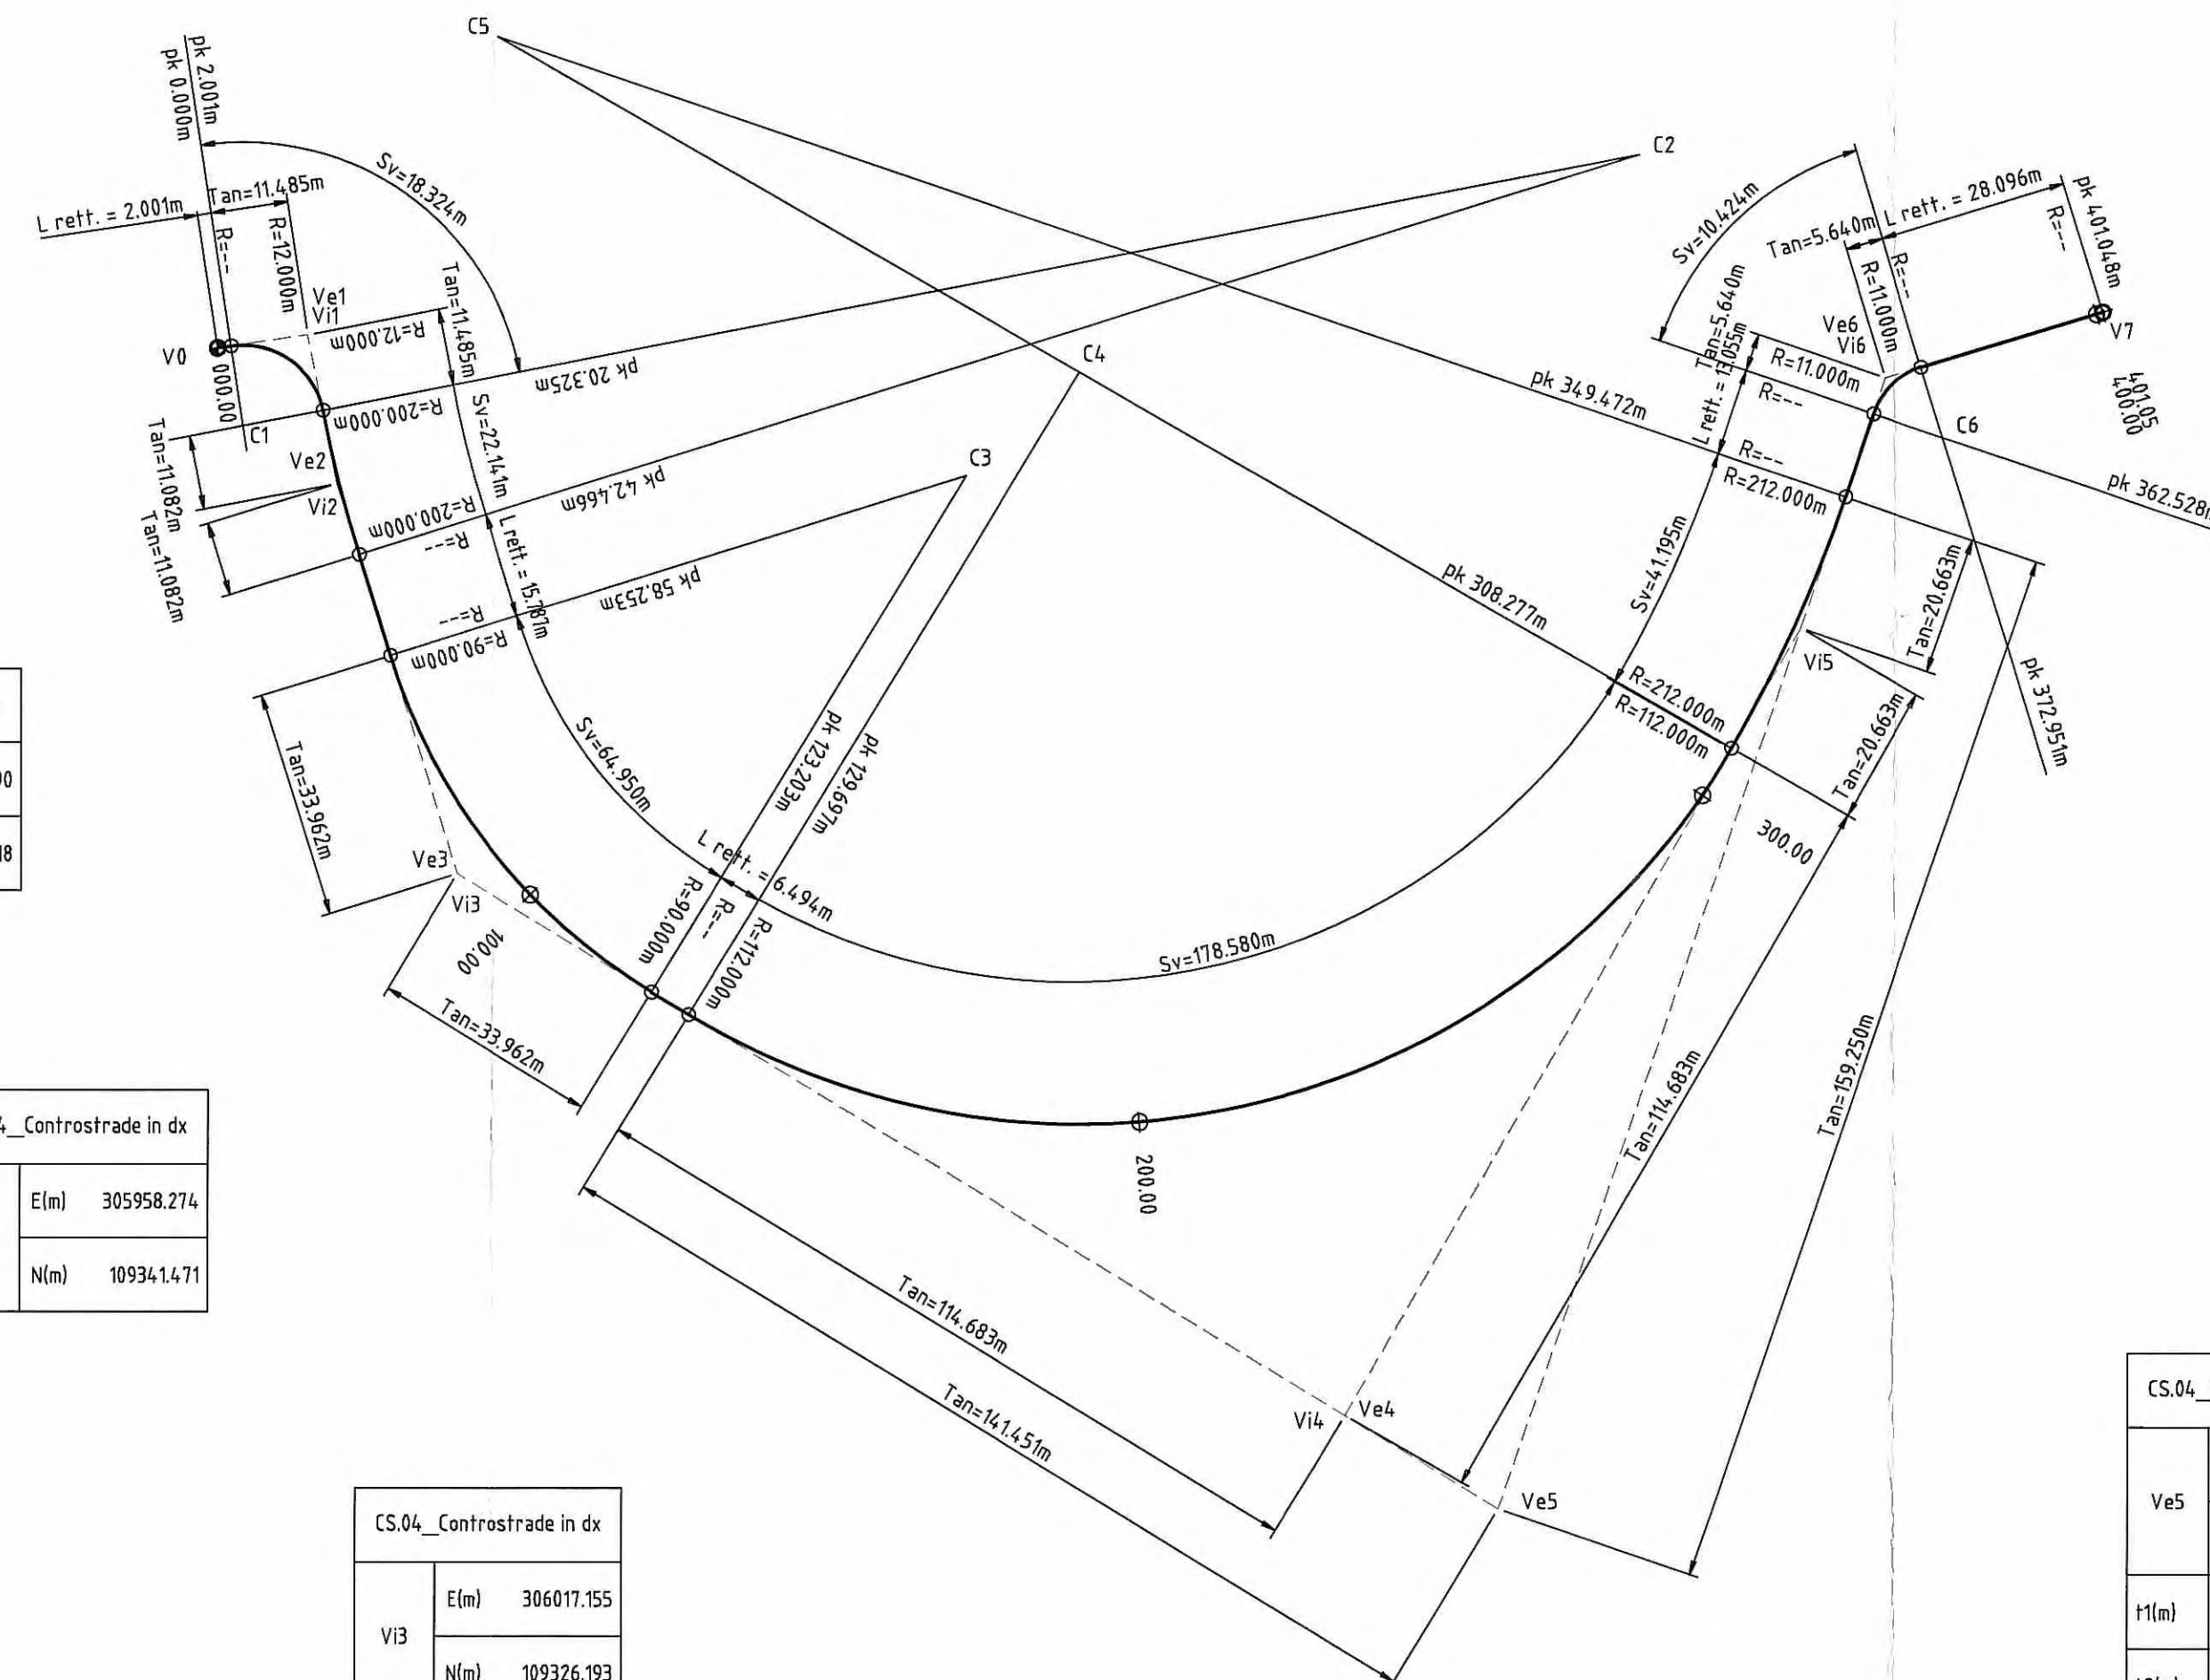 C5
C2
pk 2.001m
pk 0.000m
Sv=18.324m
Tan=11.485m
L rett. = 2.001m
R=---
R=12.000m
Ve1
Vi1
R=12.000m
Tan=11.485m
V0
000.00
C1
pk 20.325m
R=200.000m
Sv=22.141m
Tan=11.082m
Tan=11.082m
Ve2
Vi2
R=200.000m
R=---
pk 42.466m
L rett. = 15.787m
C4
C3
R=---
R=90.000m
pk 58.253m
Sv=10.424m
Tan=5.640m
L rett. = 28.096m
R=---
R=---
pk 401.048m
R=11.000m
Tan=5.640m
L rett. = 13.055m
Ve6
Vi6
R=11.000m
R=---
V7
401.05
400.00
C6
pk 349.472m
R=---
R=212.000m
pk 362.528m
Sv=41.195m
pk 308.277m
Tan=20.663m
Vi5
pk 372.951m
R=212.000m
R=112.000m
Tan=20.663m
300.00
Tan=33.962m
Sv=64.950m
pk 123.203m
pk 129.697m
L rett. = 6.494m
Ve3
Vi3
100.00
R=90.000m
R=---
R=112.000m
Tan=33.962m
Sv=178.580m
200.00
Tan=114.683m
Tan=159.250m
Tan=114.683m
Tan=141.451m
Vi4
Ve4
Ve5
4_Controstrade in dx
E(m) 305958.274
N(m) 109341.471
CS.04_Controstrade in dx
Vi3
E(m) 306017.155
N(m) 109326.193
CS.04_
Ve5
t1(m)